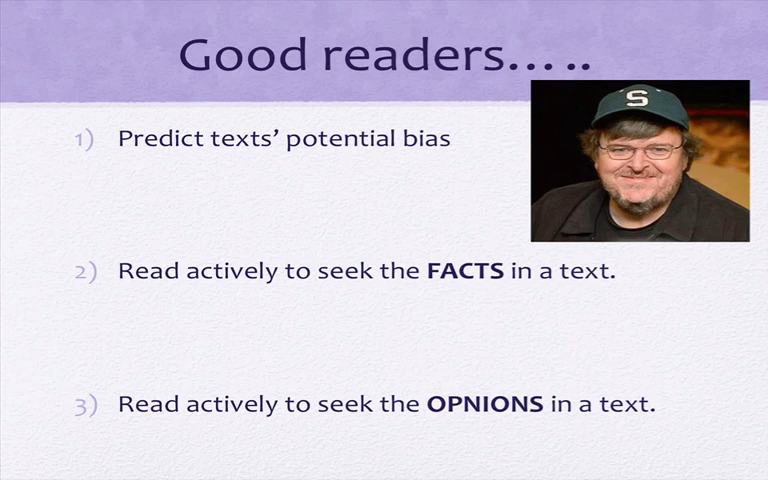 Good readers…..
1) Predict texts’ potential bias
S
2) Read actively to seek the FACTS in a text.
3) Read actively to seek the OPNIONS in a text.